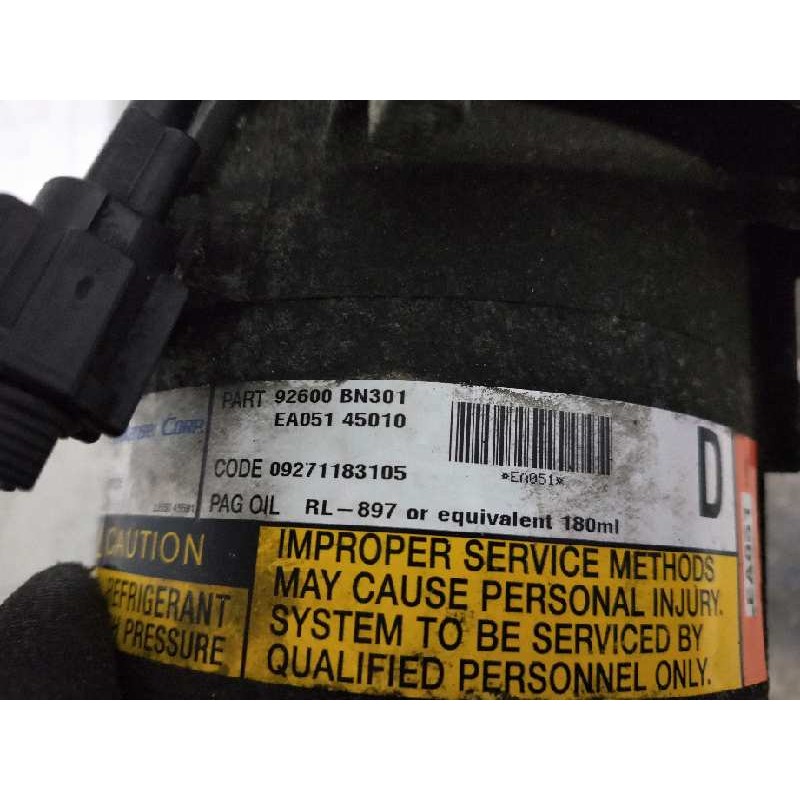 PART 92600 BN301
EA051 45010
CORP.
CODE 09271183105
*EA051*
D
PAG OIL RL-897 or equivalent 180ml
EA051
CAUTION
REFRIGERANT
PRESSURE
IMPROPER SERVICE METHODS
MAY CAUSE PERSONAL INJURY.
SYSTEM TO BE SERVICED BY
QUALIFIED PERSONNEL ONLY.